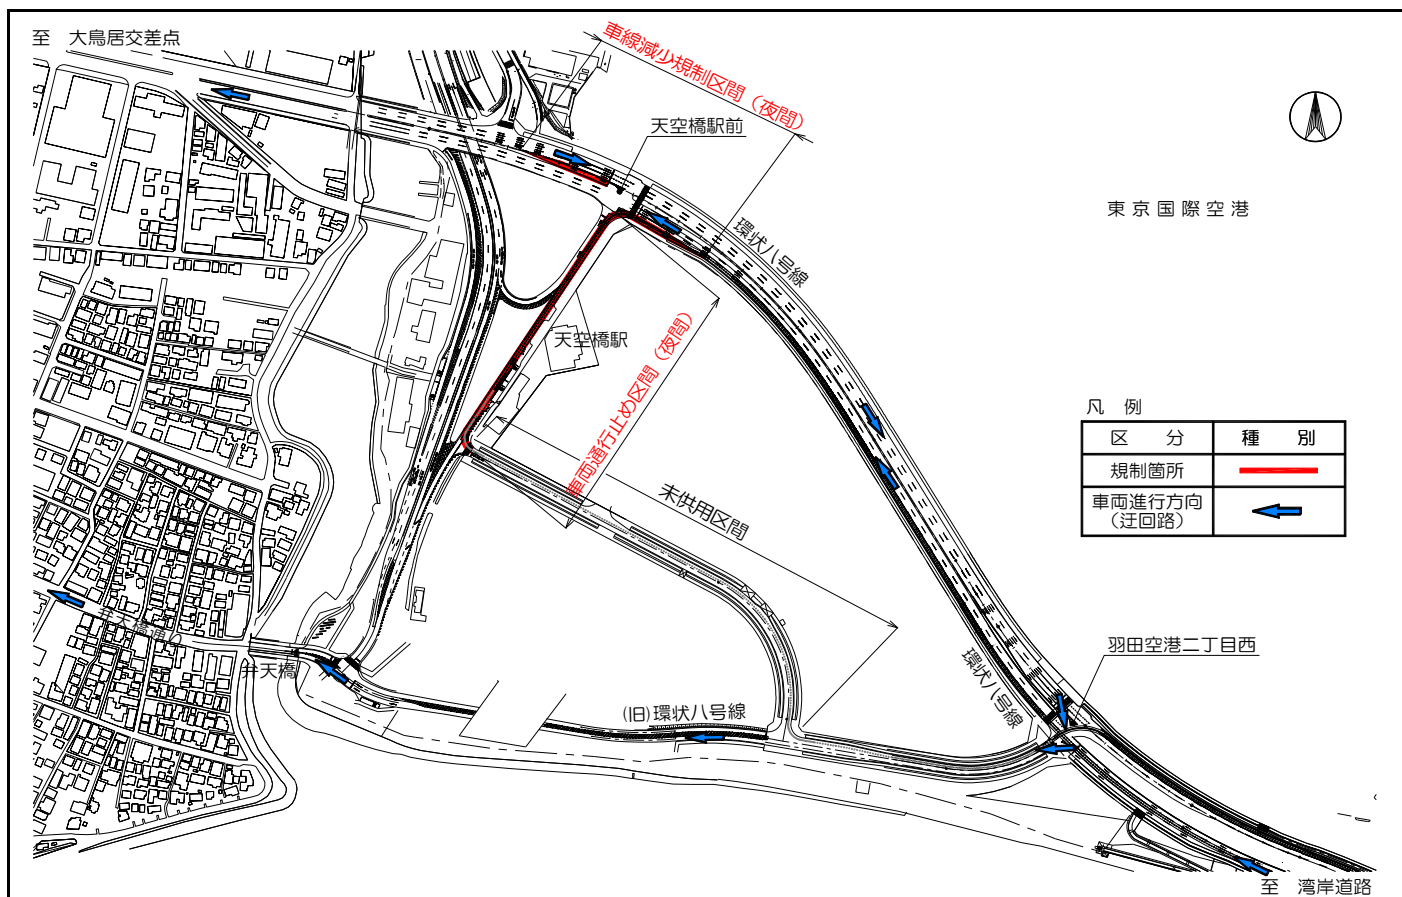 至 大鳥居交差点
車線減少規制区間（夜間）
天空橋駅前
東京国際空港
環状八号線
天空橋駅
車両通行止め区間（夜間）
凡 例
区 分
種 別
規制箇所
車両進行方向
（迂回路）
未供用区間
弁天橋通り
弁天橋
羽田空港二丁目西
環状八号線
(旧)環状八号線
至 湾岸道路